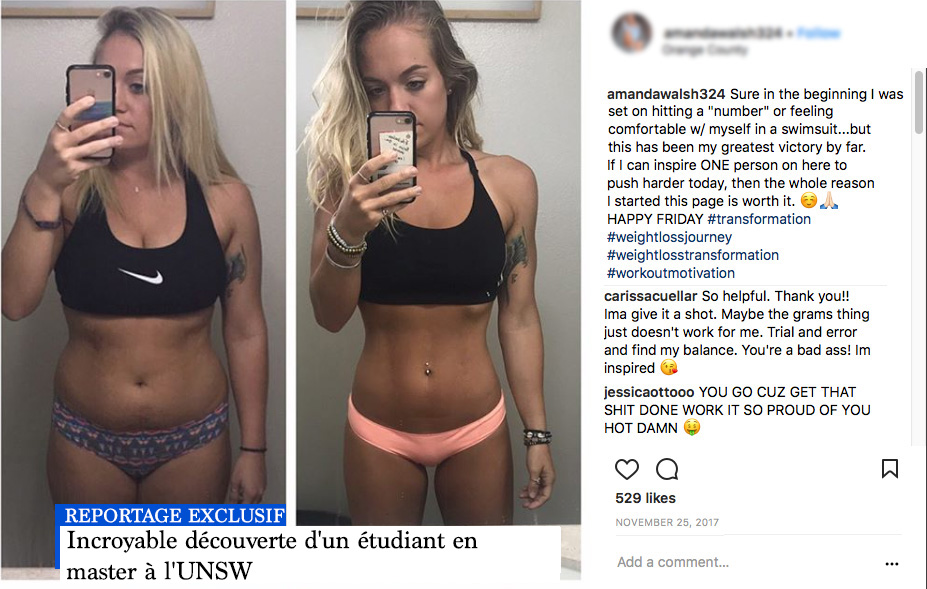 amandawalsh324 • Follow
Orange County
amandawalsh324 Sure in the beginning I was
set on hitting a "number" or feeling
comfortable w/ myself in a swimsuit...but
this has been my greatest victory by far.
If I can inspire ONE person on here to
push harder today, then the whole reason
I started this page is worth it. ☺️🙏🏻
HAPPY FRIDAY #transformation
#weightlossjourney
#weightlosstransformation
#workoutmotivation
carissacuellar So helpful. Thank you!!
Ima give it a shot. Maybe the grams thing
just doesn't work for me. Trial and error
and find my balance. You're a bad ass! Im
inspired 😘
jessicaottooo YOU GO CUZ GET THAT
SHIT DONE WORK IT SO PROUD OF YOU
HOT DAMN 🤑
529 likes
NOVEMBER 25, 2017
Add a comment...
REPORTAGE EXCLUSIF
Incroyable découverte d'un étudiant en
master à l'UNSW